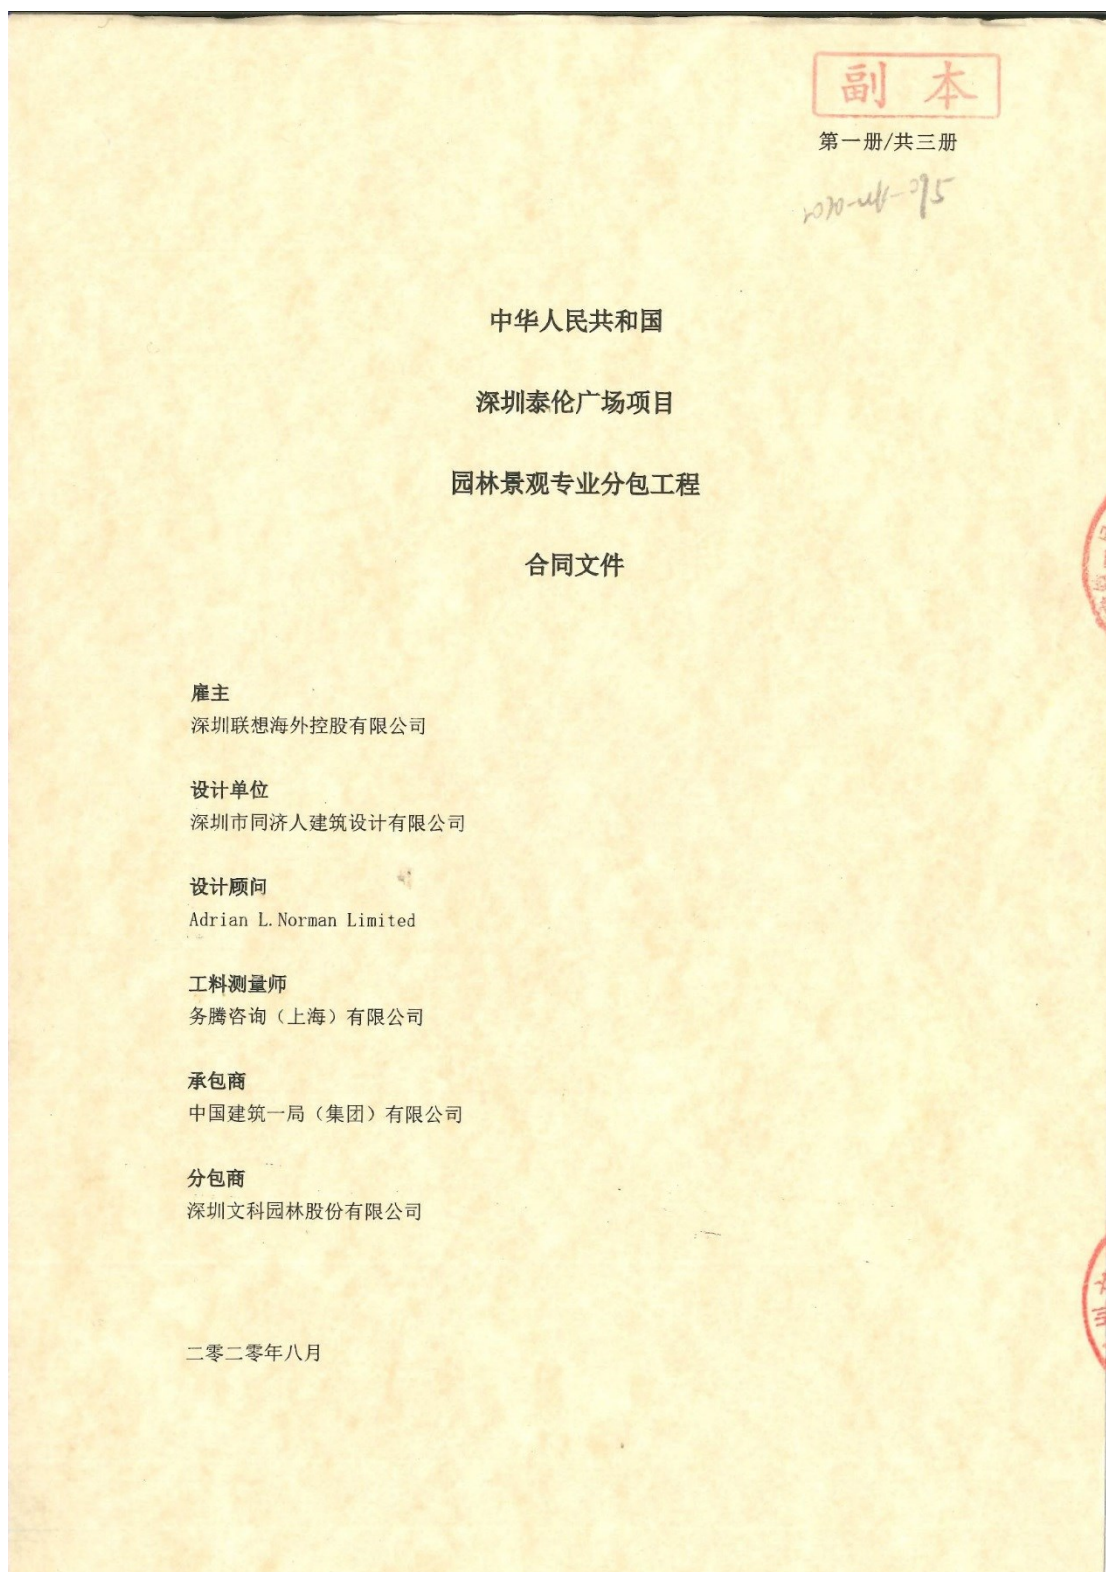 副 本
第一册/共三册
中华人民共和国
深圳泰伦广场项目
园林景观专业分包工程
合同文件
雇主
深圳联想海外控股有限公司
设计单位
深圳市同济人建筑设计有限公司
设计顾问
Adrian L.Norman Limited
工料测量师
务腾咨询（上海）有限公司
承包商
中国建筑一局（集团）有限公司
分包商
深圳文科园林股份有限公司
二零二零年八月